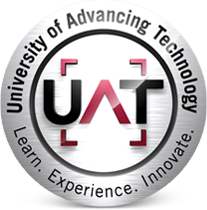 University of Advancing Technology
UAT
Learn. Experience. Innovate.